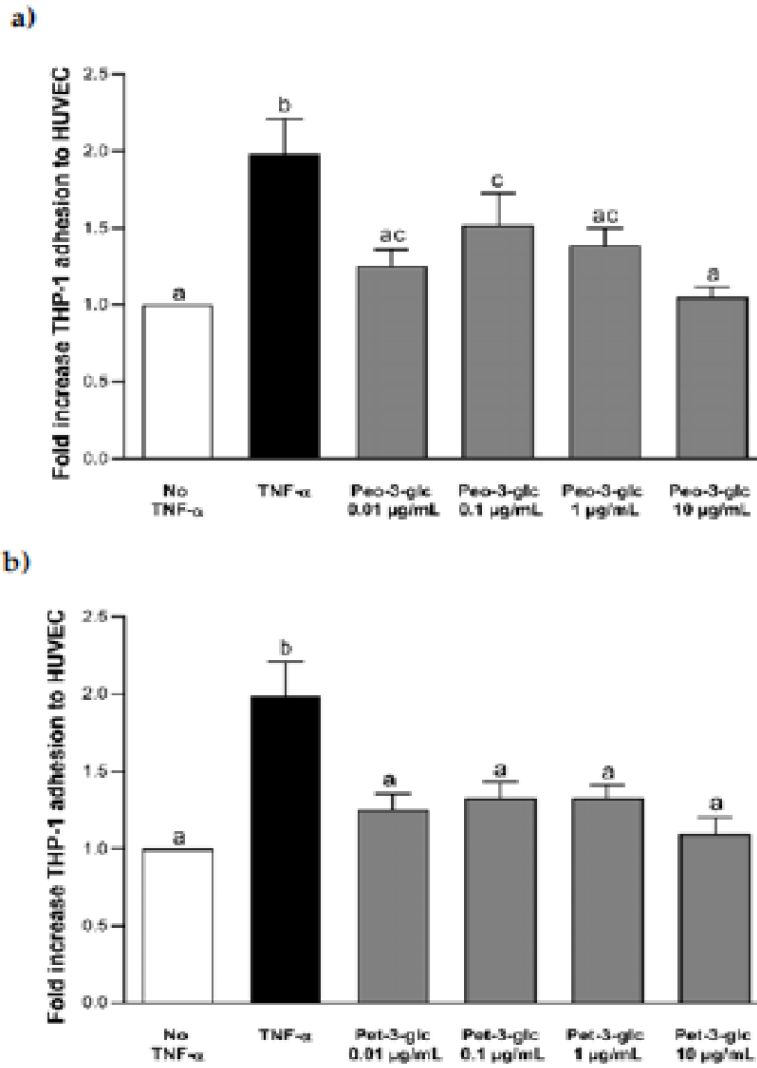 a)
Fold increase THP-1 adhesion to HUVEC
2.5
2.0
1.5
1.0
0.5
0.0
a
b
ac
c
ac
a
No TNF-α
TNF-α
Peo-3-glc 0.01 µg/mL
Peo-3-glc 0.1 µg/mL
Peo-3-glc 1 µg/mL
Peo-3-glc 10 µg/mL
b)
Fold increase THP-1 adhesion to HUVEC
2.5
2.0
1.5
1.0
0.5
0.0
a
b
a
a
a
a
No TNF-α
TNF-α
Pet-3-glc 0.01 µg/mL
Pet-3-glc 0.1 µg/mL
Pet-3-glc 1 µg/mL
Pet-3-glc 10 µg/mL